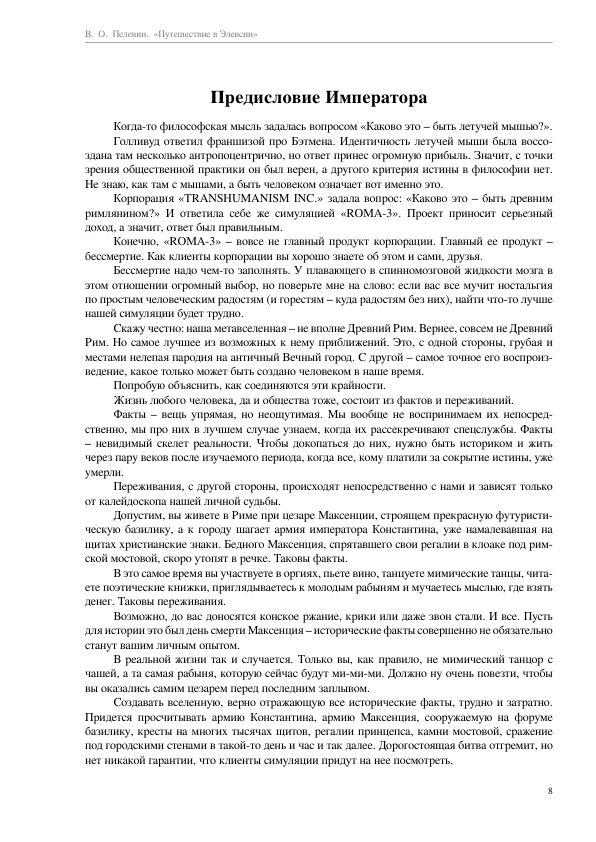 В. О. Пелевин. «Путешествие в Элевсин»
Предисловие Императора
Когда-то философская мысль задалась вопросом «Каково это – быть летучей мышью?».
Голливуд ответил франшизой про Бэтмена. Идентичность летучей мыши была воссо-
здана там несколько антропоцентрично, но ответ принес огромную прибыль. Значит, с точки
зрения общественной практики он был верен, а другого критерия истины в философии нет.
Не знаю, как там с мышами, а быть человеком означает вот именно это.
Корпорация «TRANSHUMANISM INC.» задала вопрос: «Каково это – быть древним
римлянином?» И ответила себе же симуляцией «ROMA-3». Проект приносит серьезный
доход, а значит, ответ был правильным.
Конечно, «ROMA-3» – вовсе не главный продукт корпорации. Главный ее продукт –
бессмертие. Как клиенты корпорации вы хорошо знаете об этом и сами, друзья.
Бессмертие надо чем-то заполнять. У плавающего в спинномозговой жидкости мозга в
этом отношении огромный выбор, но поверьте мне на слово: если вас все мучит ностальгия
по простым человеческим радостям (и горестям – куда радостям без них), найти что-то лучше
нашей симуляции будет трудно.
Скажу честно: наша метавселенная – не вполне Древний Рим. Вернее, совсем не Древний
Рим. Но самое лучшее из возможных к нему приближений. Это, с одной стороны, грубая и
местами нелепая пародия на античный Вечный город. С другой – самое точное его воспроиз-
ведение, какое только может быть создано человеком в наше время.
Попробую объяснить, как соединяются эти крайности.
Жизнь любого человека, да и общества тоже, состоит из фактов и переживаний.
Факты – вещь упрямая, но неощутимая. Мы вообще не воспринимаем их непосред-
ственно, мы про них в лучшем случае узнаем, когда их рассекречивают спецслужбы. Факты
– невидимый скелет реальности. Чтобы докопаться до них, нужно быть историком и жить
через пару веков после изучаемого периода, когда все, кому платили за сокрытие истины, уже
умерли.
Переживания, с другой стороны, происходят непосредственно с нами и зависят только
от калейдоскопа нашей личной судьбы.
Допустим, вы живете в Риме при цезаре Максенции, строящем прекрасную футуристи-
ческую базилику, а к городу шагает армия императора Константина, уже намалевавшая на
щитах христианские знаки. Бедного Максенция, спрятавшего свои регалии в клоаке под рим-
ской мостовой, скоро утопят в речке. Таковы факты.
В это самое время вы участвуете в оргиях, пьете вино, танцуете мимические танцы, чита-
ете поэтические книжки, приглядываетесь к молодым рабыням и мучаетесь мыслью, где взять
денег. Таковы переживания.
Возможно, до вас доносятся конское ржание, крики или даже звон стали. И все. Пусть
для истории это был день смерти Максенция – исторические факты совершенно не обязательно
станут вашим личным опытом.
В реальной жизни так и случается. Только вы, как правило, не мимический танцор с
чашей, а та самая рабыня, которую сейчас будут ми-ми-ми. Должно ну очень повезти, чтобы
вы оказались самим цезарем перед последним заплывом.
Создавать вселенную, верно отражающую все исторические факты, трудно и затратно.
Придется просчитывать армию Константина, армию Максенция, сооружаемую на форуме
базилику, кресты на многих тысячах щитов, регалии принцепса, камни мостовой, сражение
под городскими стенами в такой-то день и час и так далее. Дорогостоящая битва отгремит, но
нет никакой гарантии, что клиенты симуляции придут на нее посмотреть.
8